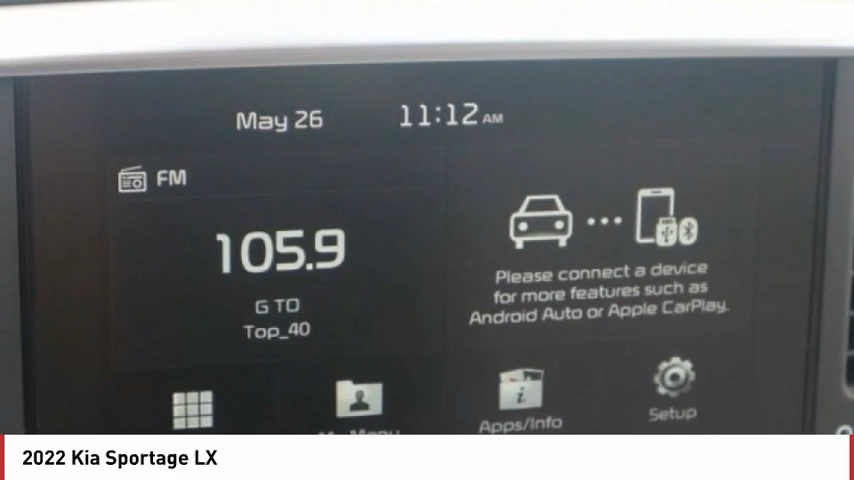 May 26 11:12 AM
FM
105.9
G TO
Top_40
Please connect a device
for more features such as
Android Auto or Apple CarPlay.
My Menu
Apps/Info
Setup
2022 Kia Sportage LX